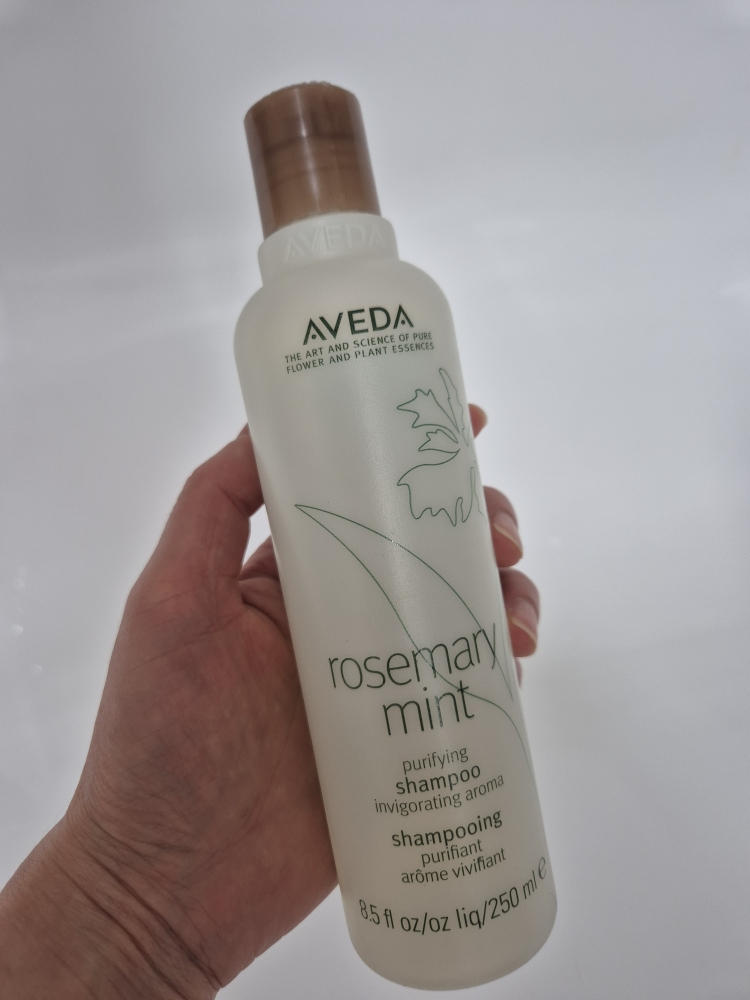 AVEDA
AVEDA
THE ART AND SCIENCE OF PURE
FLOWER AND PLANT ESSENCES
rosemary
mint
purifying
shampoo
invigorating aroma
shampooing
purifiant
arôme vivifiant
8.5 fl oz/oz liq/250 ml ℮